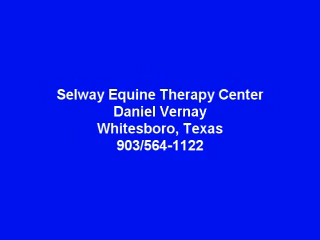 Selway Equine Therapy Center
Daniel Vernay
Whitesboro, Texas
903/564-1122